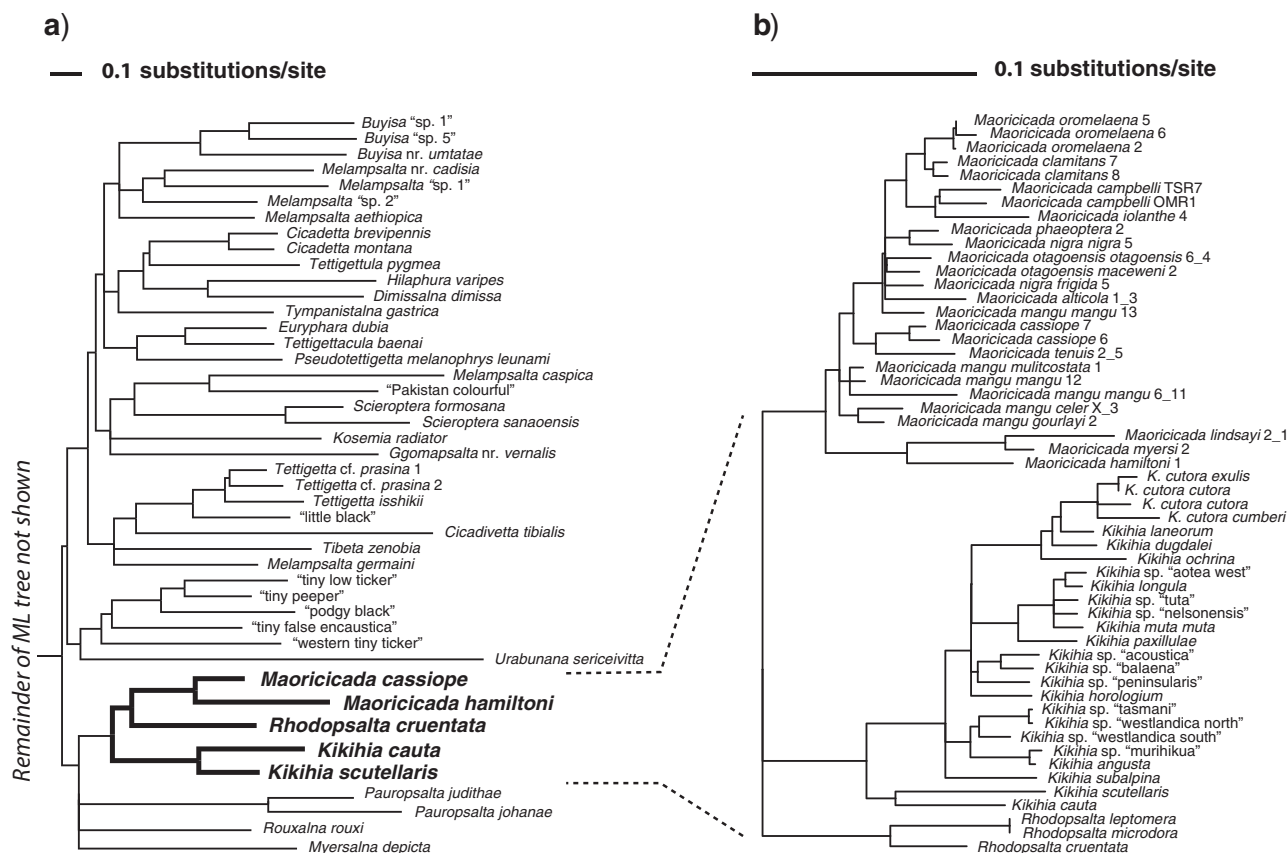 a)
0.1 substitutions/site
Buyisa “sp. 1”
Buyisa “sp. 5”
Buyisa nr. umtatae
Melampsalta nr. cadisia
Melampsalta “sp. 1”
Melampsalta “sp. 2”
Melampsalta aethiopica
Cicadetta brevipennis
Cicadetta montana
Tettigettula pygmea
Hilaphura varipes
Dimissalna dimissa
Tympanistalna gastrica
Euryphara dubia
Tettigettacula baenai
Pseudotettigetta melanophrys leunami
Melampsalta caspica
“Pakistan colourful”
Scieroptera formosana
Scieroptera sanaoensis
Kosemia radiator
Ggomapsalta nr. vernalis
Tettigetta cf. prasina 1
Tettigetta cf. prasina 2
Tettigetta isshikii
“little black”
Cicadivetta tibialis
Tibeta zenobia
Melampsalta germaini
“tiny low ticker”
“tiny peeper”
“podgy black”
“tiny false encaustica”
“western tiny ticker”
Urabunana sericeivitta
Maoricicada cassiope
Maoricicada hamiltoni
Rhodopsalta cruentata
Kikihia cauta
Kikihia scutellaris
Pauropsalta judithae
Pauropsalta johanae
Rouxalna rouxi
Myersalna depicta
Remainder of ML tree not shown
b)
0.1 substitutions/site
Maoricicada oromelaena 5
Maoricicada oromelaena 6
Maoricicada oromelaena 2
Maoricicada clamitans 7
Maoricicada clamitans 8
Maoricicada campbelli TSR7
Maoricicada campbelli OMR1
Maoricicada iolanthe 4
Maoricicada phaeoptera 2
Maoricicada nigra nigra 5
Maoricicada otagoensis otagoensis 6_4
Maoricicada otagoensis maceweni 2
Maoricicada nigra frigida 5
Maoricicada alticola 1_3
Maoricicada mangu mangu 13
Maoricicada cassiope 7
Maoricicada cassiope 6
Maoricicada tenuis 2_5
Maoricicada mangu mulitcostata 1
Maoricicada mangu mangu 12
Maoricicada mangu mangu 6_11
Maoricicada mangu celer X_3
Maoricicada mangu gourlayi 2
Maoricicada lindsayi 2_1
Maoricicada myersi 2
Maoricicada hamiltoni 1
K. cutora exulis
K. cutora cutora
K. cutora cutora
K. cutora cumberi
Kikihia laneorum
Kikihia dugdalei
Kikihia ochrina
Kikihia sp. “aotea west”
Kikihia longula
Kikihia sp. “tuta”
Kikihia sp. “nelsonensis”
Kikihia muta muta
Kikihia paxillulae
Kikihia sp. “acoustica”
Kikihia sp. “balaena”
Kikihia sp. “peninsularis”
Kikihia horologium
Kikihia sp. “tasmani”
Kikihia sp. “westlandica north”
Kikihia sp. “westlandica south”
Kikihia sp. “murihikua”
Kikihia angusta
Kikihia subalpina
Kikihia scutellaris
Kikihia cauta
Rhodopsalta leptomera
Rhodopsalta microdora
Rhodopsalta cruentata